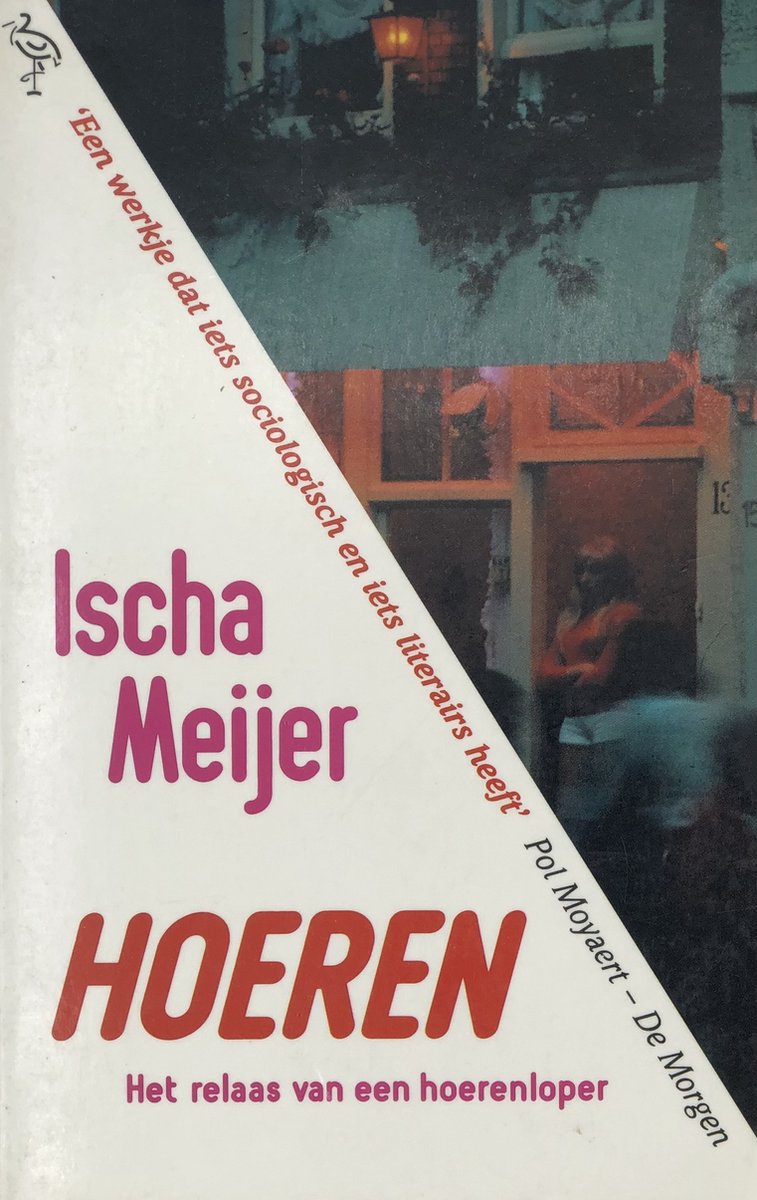 'Een werkje dat iets sociologisch en iets literairs heeft' Pol Moyaert – De Morgen
13
Ischa
Meijer
HOEREN
Het relaas van een hoerenloper